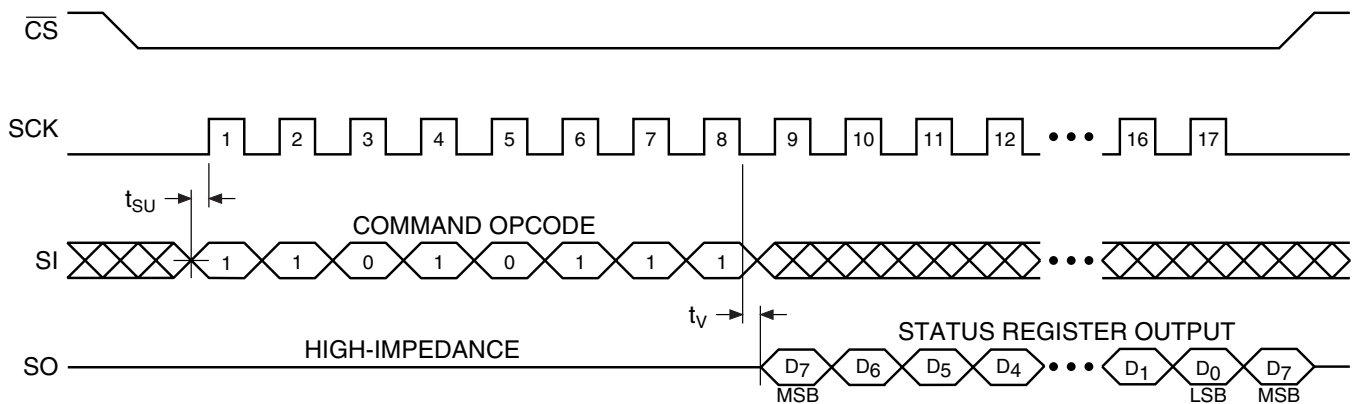 CS
SCK 1 2 3 4 5 6 7 8 9 10 11 12 ••• 16 17
tSU
COMMAND OPCODE
SI 1 1 0 1 0 1 1 1 •••
tV
HIGH-IMPEDANCE
STATUS REGISTER OUTPUT
SO D7 D6 D5 D4 ••• D1 D0 D7
MSB LSB MSB